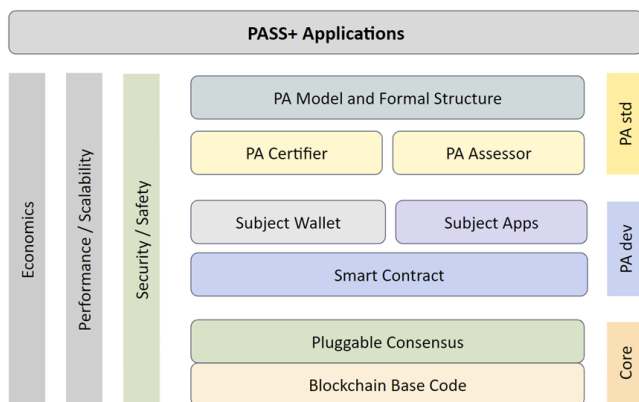 PASS+ Applications
Economics
Performance / Scalability
Security / Safety
PA Model and Formal Structure
PA Certifier
PA Assessor
PA std
Subject Wallet
Subject Apps
Smart Contract
PA dev
Pluggable Consensus
Blockchain Base Code
Core